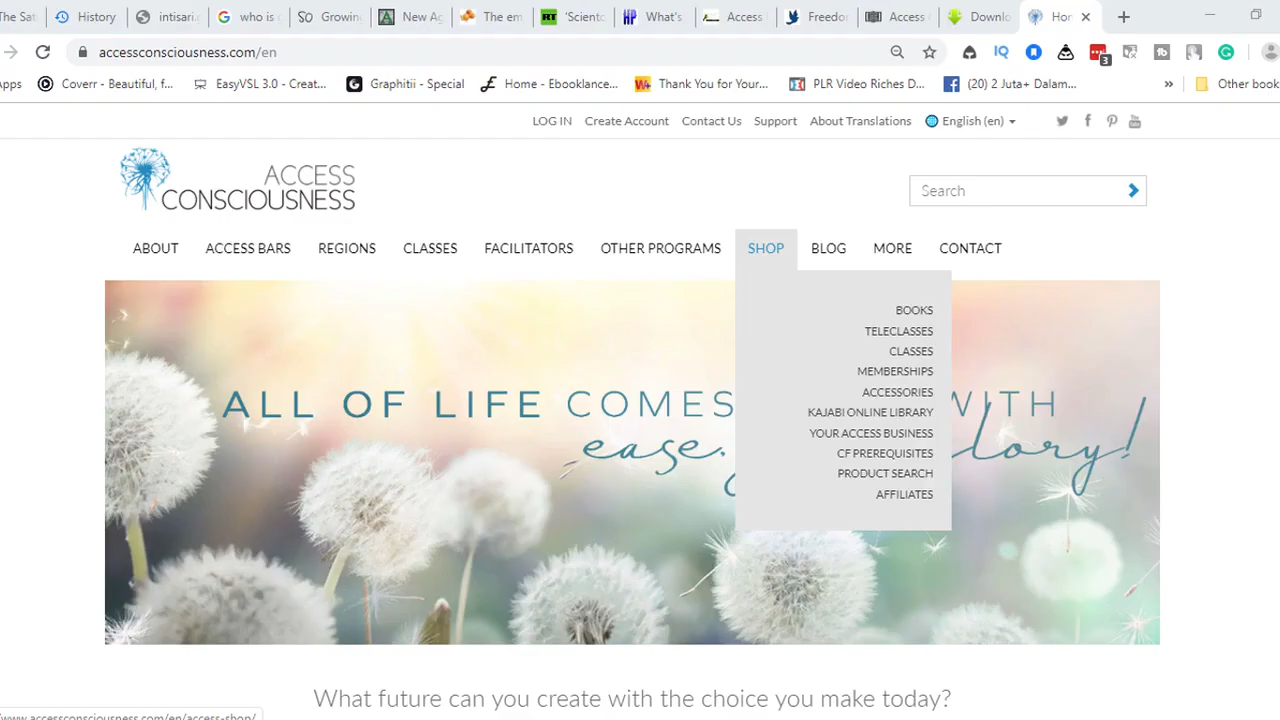 The Sat
History
intisari.
who is
Growin
New Ag
The em
'Scient
What's
Access
Freedo
Access
Downlo
Hor
accessconsciousness.com/en
Apps
Coverr - Beautiful, f...
EasyVSL 3.0 - Creat...
Graphitii - Special
Home - Ebooklance...
Thank You for Your...
PLR Video Riches D...
(20) 2 Juta+ Dalam...
»
Other book
LOG IN
Create Account
Contact Us
Support
About Translations
English (en)
ACCESS
CONSCIOUSNESS
Search
ABOUT
ACCESS BARS
REGIONS
CLASSES
FACILITATORS
OTHER PROGRAMS
SHOP
BLOG
MORE
CONTACT
BOOKS
TELECLASSES
CLASSES
MEMBERSHIPS
ACCESSORIES
KAJABI ONLINE LIBRARY
YOUR ACCESS BUSINESS
CF PREREQUISITES
PRODUCT SEARCH
AFFILIATES
ALL OF LIFE COMES WITH
ease. lory!
What future can you create with the choice you make today?
www.accessconsciousness.com/en/access-shop/